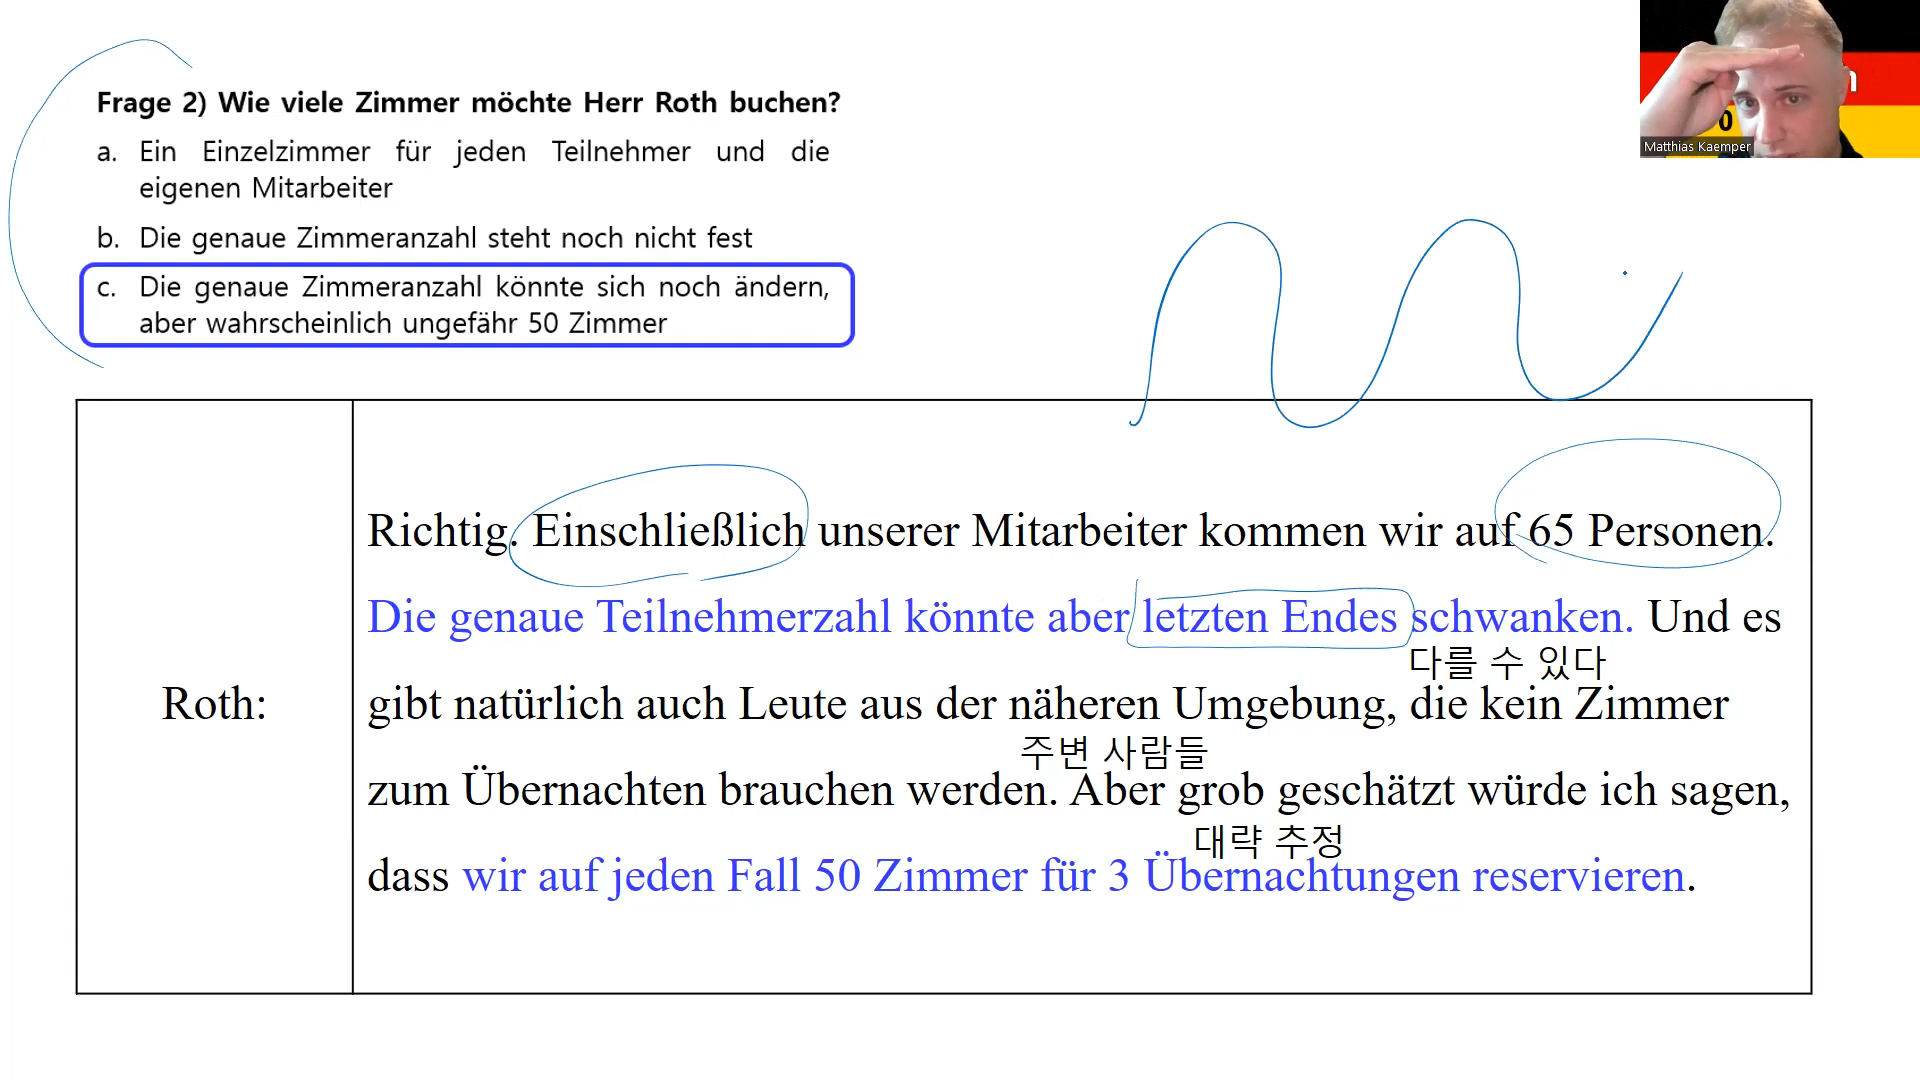 Frage 2) Wie viele Zimmer möchte Herr Roth buchen?
a. Ein Einzelzimmer für jeden Teilnehmer und die
eigenen Mitarbeiter
b. Die genaue Zimmeranzahl steht noch nicht fest
c. Die genaue Zimmeranzahl könnte sich noch ändern,
aber wahrscheinlich ungefähr 50 Zimmer
Matthias Kaemper
Roth:
Richtig. Einschließlich unserer Mitarbeiter kommen wir auf 65 Personen.
Die genaue Teilnehmerzahl könnte aber letzten Endes schwanken. Und es
다를 수 있다
gibt natürlich auch Leute aus der näheren Umgebung, die kein Zimmer
주변 사람들
zum Übernachten brauchen werden. Aber grob geschätzt würde ich sagen,
대략 추정
dass wir auf jeden Fall 50 Zimmer für 3 Übernachtungen reservieren.